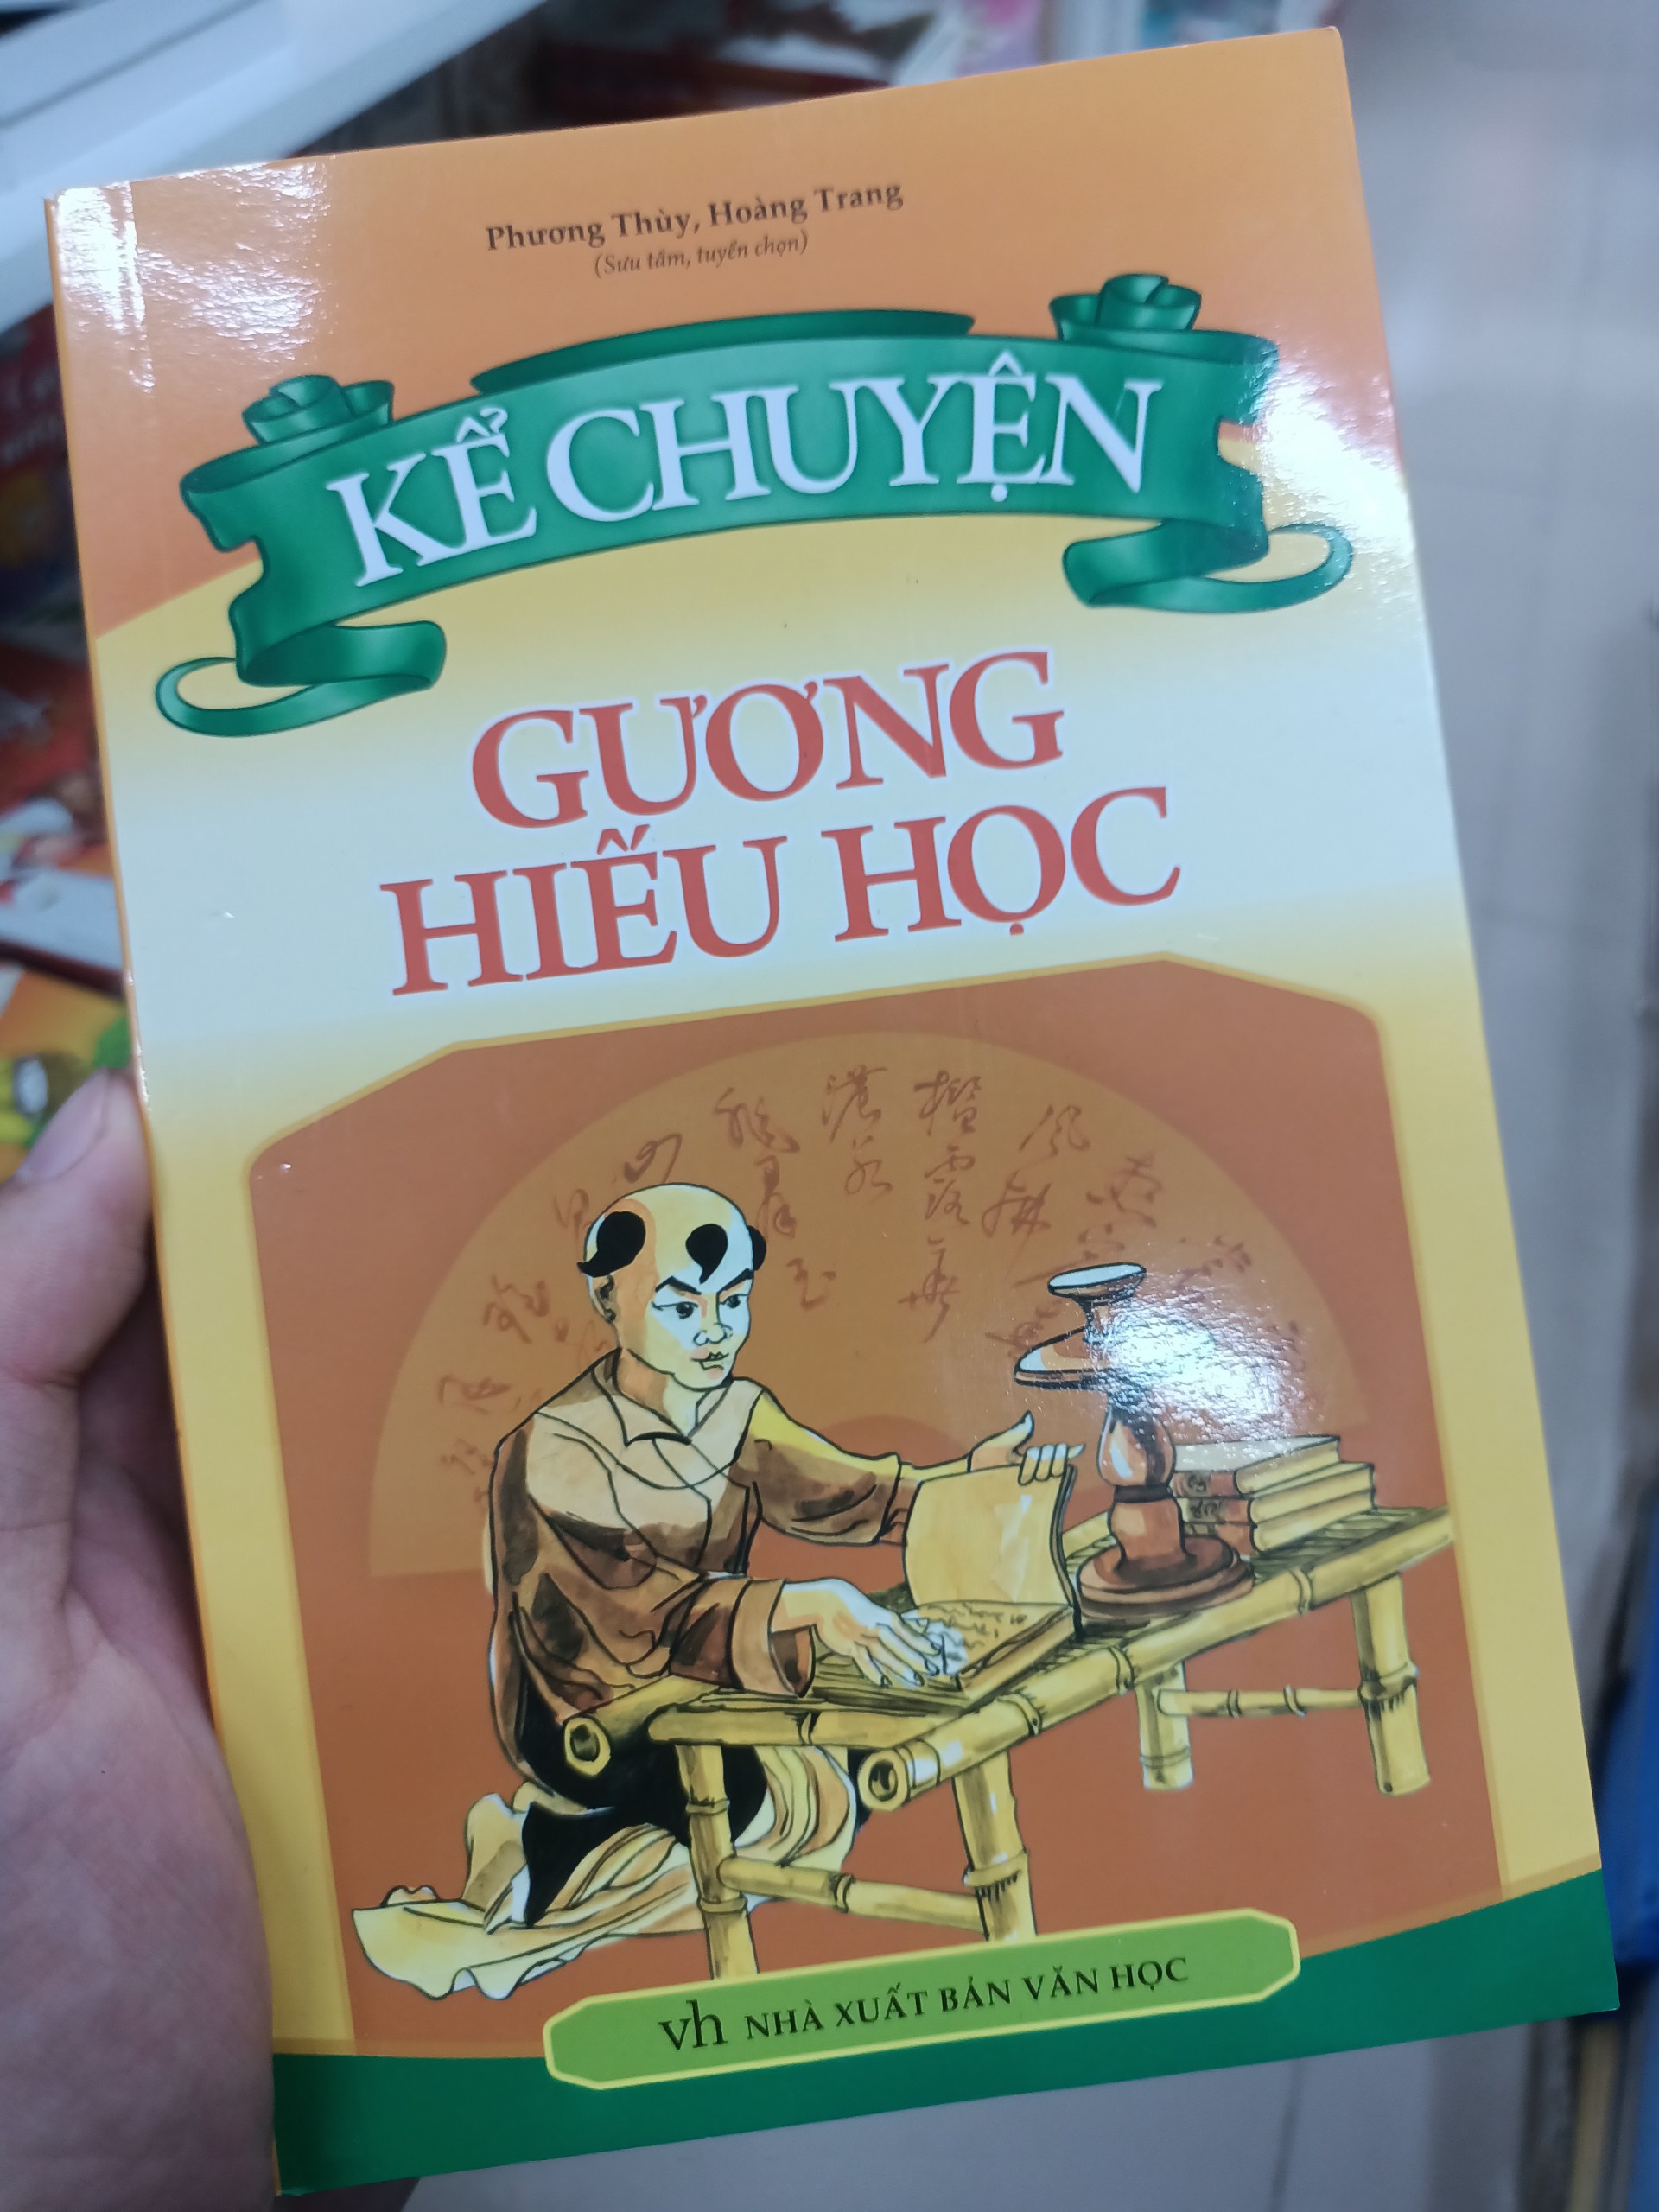 Phương Thùy, Hoàng Trang
(Sưu tầm, tuyển chọn)
KỂ CHUYỆN
GƯƠNG
HIẾU HỌC
vh NHÀ XUẤT BẢN VĂN HỌC